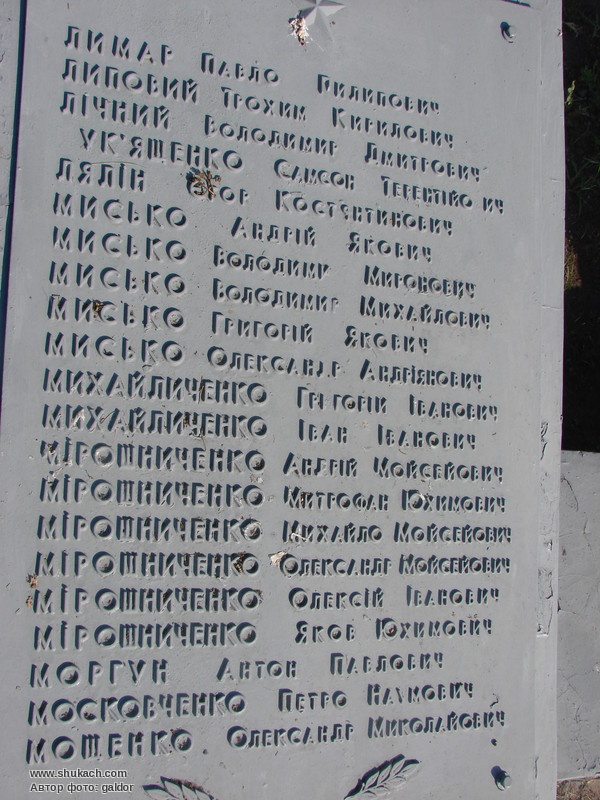 ЛИМАР ПАВЛО ПИЛИПОВИЧ
ЛИПОВИЙ ТРОХИМ КИРИЛОВИЧ
ЛІЧНИЙ ВОЛОДИМИР ДМИТРОВИЧ
УК'ЯЩЕНКО САМСОН ТЕРЕНТІЙО ИЧ
ЛЯЛІН КОСТЯНТИНОВИЧ
МИСЬКО АНДРІЙ ЯКОВИЧ
МИСЬКО ВОЛОДИМИР МИРОНОВИЧ
МИСЬКО ВОЛОДИМИР МИХАЙЛОВИЧ
МИСЬКО ГРИГОРІЙ ЯКОВИЧ
МИСЬКО ОЛЕКСАНДР АНДРІЯНОВИЧ
МИХАЙЛИЧЕНКО ГРИГОРІЙ ІВАНОВИЧ
МИХАЙЛИЧЕНКО ІВАН ІВАНОВИЧ
МІРОШНИЧЕНКО АНДРІЙ МОЙСЕЙОВИЧ
МІРОШНИЧЕНКО МИТРОФАН ЮХИМОВИЧ
МІРОШНИЧЕНКО МИХАЙЛО МОЙСЕЙОВИЧ
МІРОШНИЧЕНКО ОЛЕКСАНДР МОЙСЕЙОВИЧ
МІРОШНИЧЕНКО ОЛЕКСІЙ ІВАНОВИЧ
МІРОШНИЧЕНКО ЯКОВ ЮХИМОВИЧ
МОРГУН АНТОН ПАВЛОВИЧ
МОСКОВЧЕНКО ПЕТРО НАУМОВИЧ
МОШЕНКО ОЛЕКСАНДР МИКОЛАЙОВИЧ
www.shukach.com
Автор фото: galdor